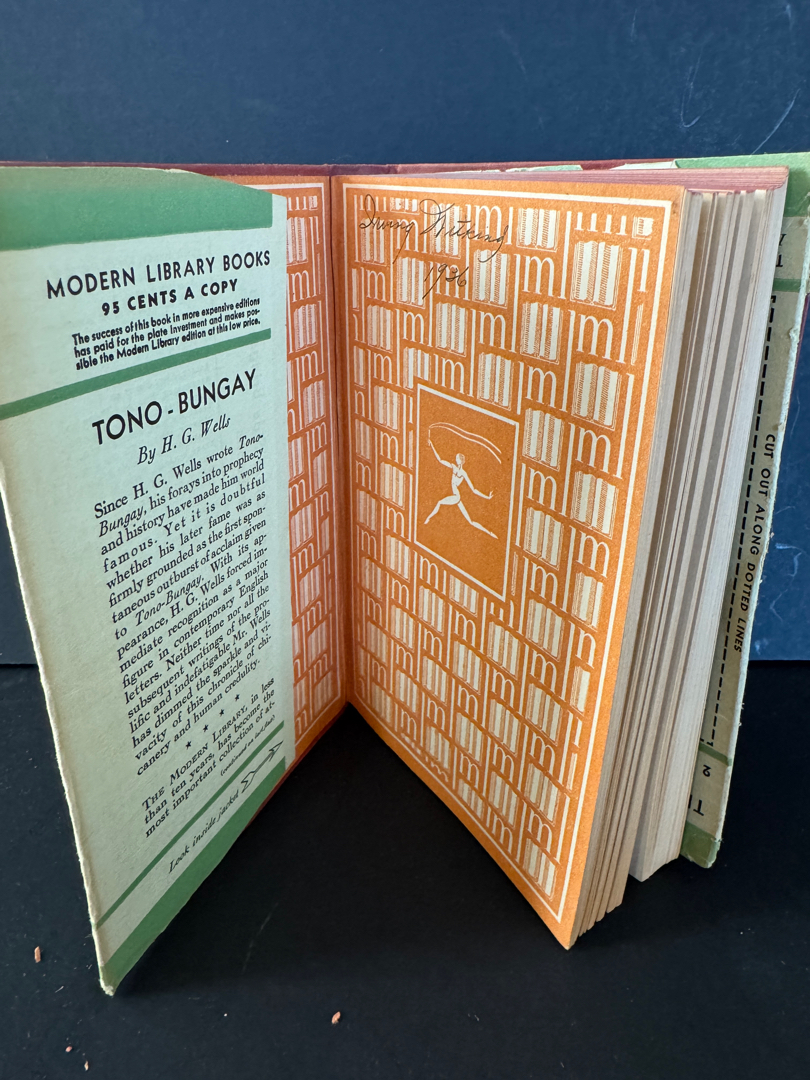 MODERN LIBRARY BOOKS
95 CENTS A COPY
The success of this book in more expensive editions
has paid for the plate investment and makes pos-
sible the Modern Library edition at this low price.
TONO-BUNGAY
By H. G. Wells
Since H. G. Wells wrote Tono-
Bungay, his forays into prophecy
and history have made him world
famous. Yet it is doubtful
whether his later fame was as
firmly grounded as the first spon-
taneous outburst of acclaim given
to Tono-Bungay. With its ap-
pearance, H. G. Wells forced im-
mediate recognition as a major
figure in contemporary English
letters. Neither time nor all the
subsequent writings of the pro-
lific and indefatigable Mr. Wells
has dimmed the sparkle and vi-
vacity of this chronicle of chi-
canery and human credulity.
* * * *
THE MODERN LIBRARY, in less
than ten years, has become the
most important collection of at-
(continued on back flap)
Look inside jacket
Irving
1936
CUT OUT ALONG DOTTED LINES